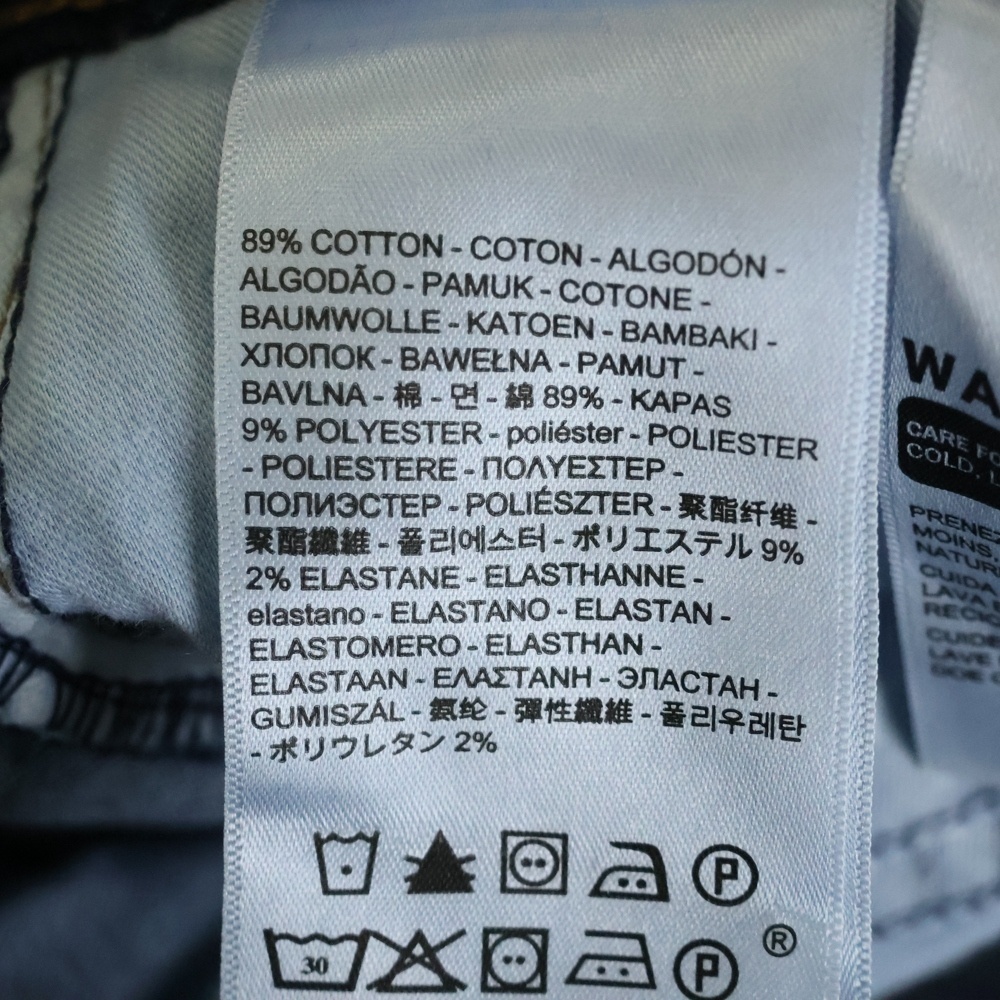 89% COTTON - COTON - ALGODÓN -
ALGODÃO - PAMUK - COTONE -
BAUMWOLLE - KATOEN - BAMBAKI -
ХЛОПОК - BAWEŁNA - PAMUT -
BAVLNA - 棉 - 면 - 綿 89% - KAPAS
9% POLYESTER - poliéster - POLIESTER
- POLIESTERE - ΠΟΛΥΕΣΤΕΡ -
ПОЛИЭСТЕР - POLIÉSZTER - 聚酯纤维 -
聚酯纖維 - 폴리에스터 - ポリエステル 9%
2% ELASTANE - ELASTHANNE -
elastano - ELASTANO - ELASTAN -
ELASTOMERO - ELASTHAN -
ELASTAAN - ΕΛΑΣΤΑΝΗ - ЭЛАСТАН -
GUMISZÁL - 氨纶 - 彈性纖維 - 폴리우레탄
- ポリウレタン 2%
P
30 P ®
WA
CARE FO
COLD, L
PRENEZ
MOINS
NATUR
CUIDA
LAVA
RECIC
CUIDE
LAVE